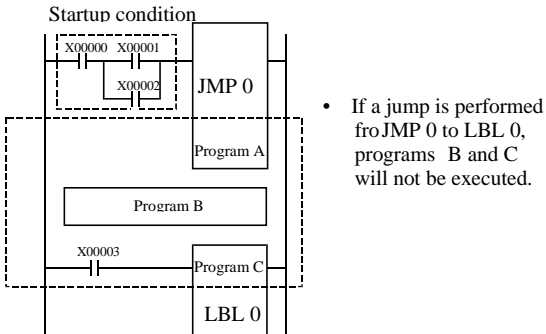 Startup condition
X00000 X00001
X00002
JMP 0
Program A
Program B
X00003
Program C
LBL 0
• If a jump is performed
froJMP 0 to LBL 0,
programs B and C
will not be executed.